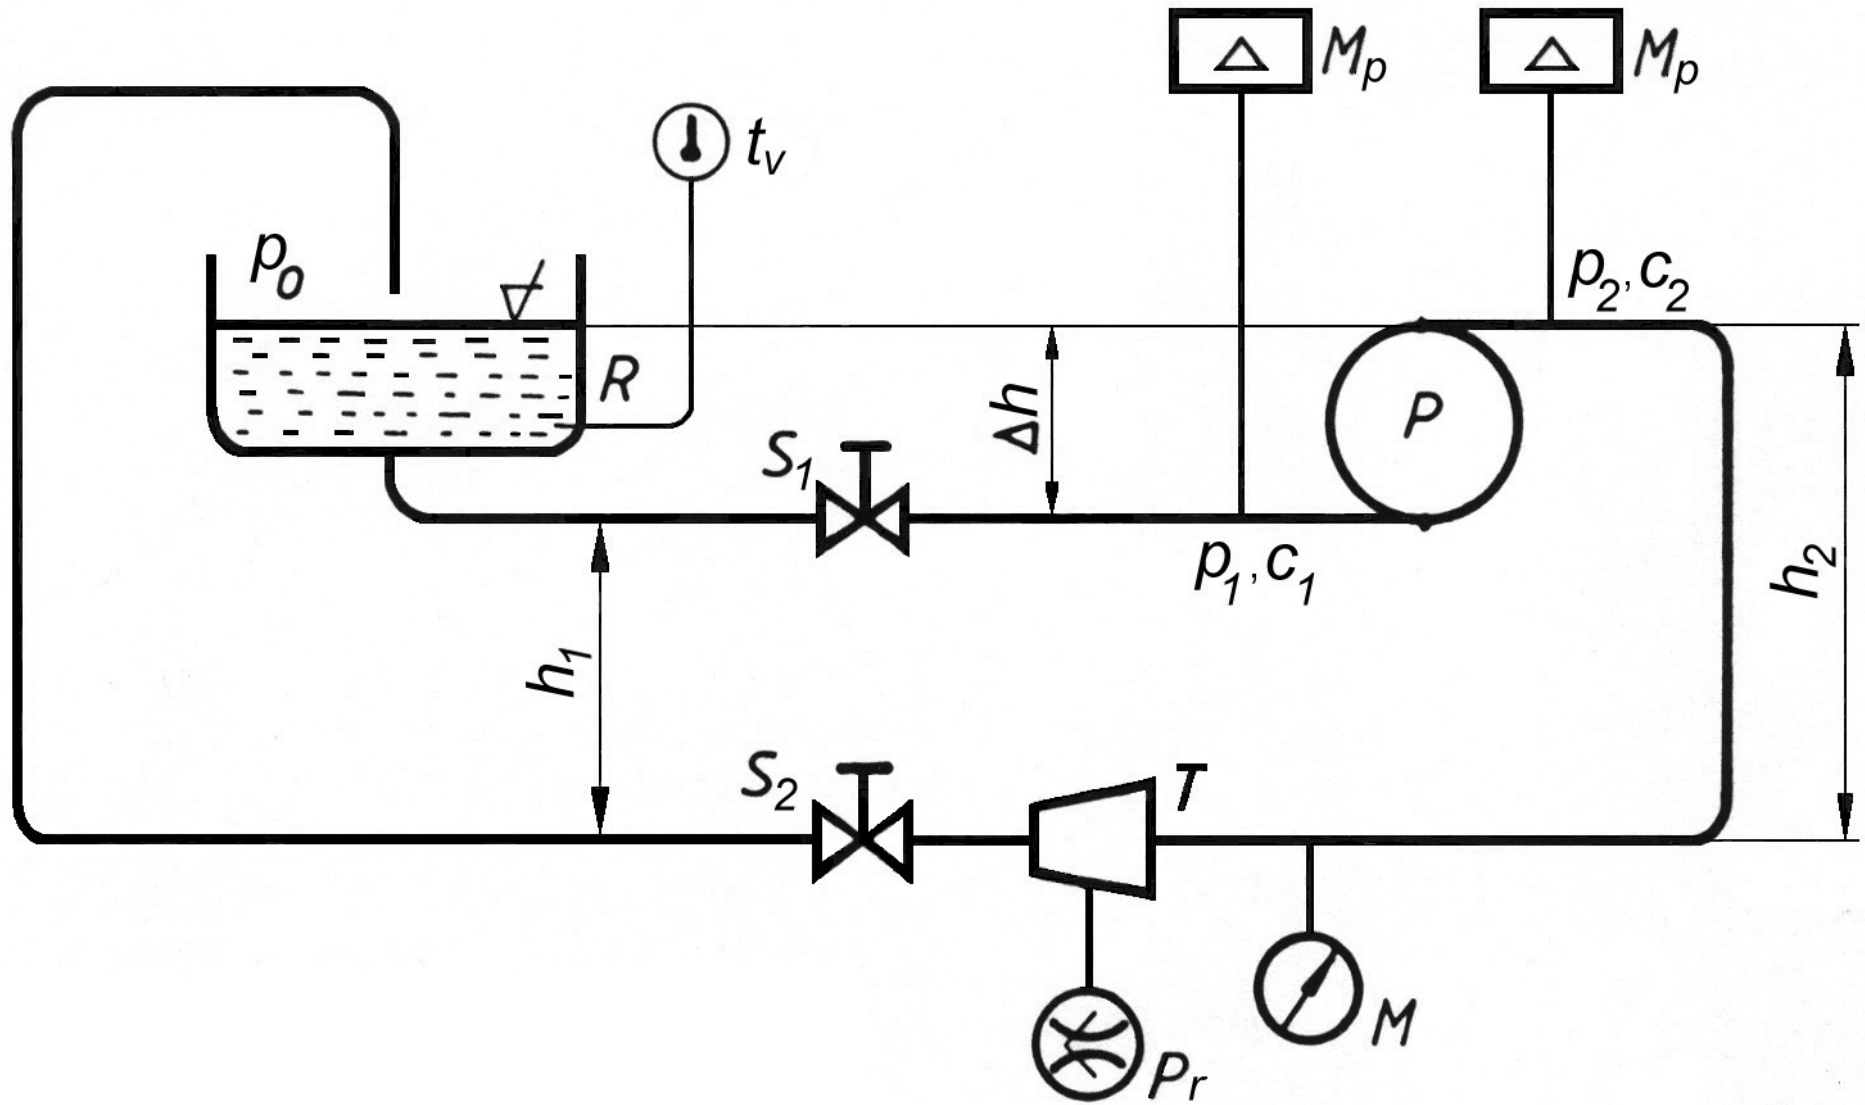 Mₚ
Mₚ
tᵥ
p₀
p₂, c₂
R
P
Δh
S₁
p₁, c₁
h₂
h₁
S₂
T
M
Pᵣ